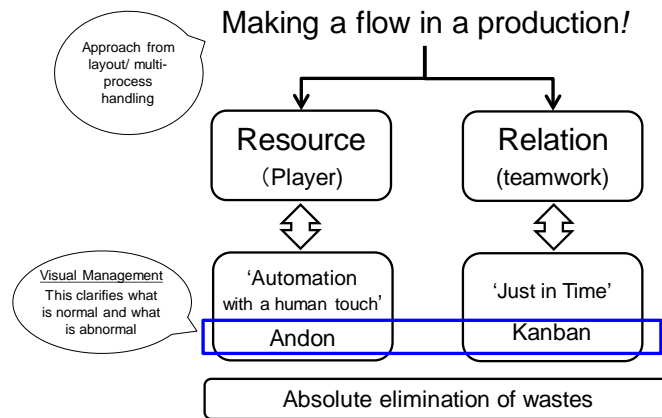 Making a flow in a production!
Approach from
layout/ multi-
process
handling
Resource
（Player)
Relation
(teamwork)
Visual Management
This clarifies what
is normal and what
is abnormal
‘Automation
with a human touch’
Andon
‘Just in Time’
Kanban
Absolute elimination of wastes